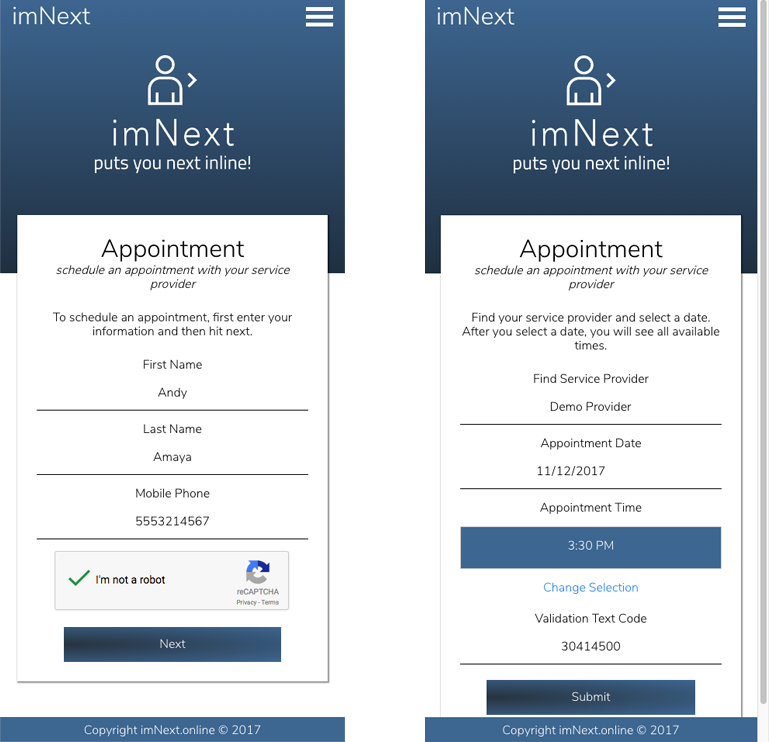 imNext
imNext
puts you next inline!
Appointment
schedule an appointment with your service
provider
To schedule an appointment, first enter your
information and then hit next.
First Name
Andy
Last Name
Amaya
Mobile Phone
5553214567
I'm not a robot
reCAPTCHA
Privacy - Terms
Next
Copyright imNext.online © 2017
imNext
imNext
puts you next inline!
Appointment
schedule an appointment with your service
provider
Find your service provider and select a date.
After you select a date, you will see all available
times.
Find Service Provider
Demo Provider
Appointment Date
11/12/2017
Appointment Time
3:30 PM
Change Selection
Validation Text Code
30414500
Submit
Copyright imNext.online © 2017